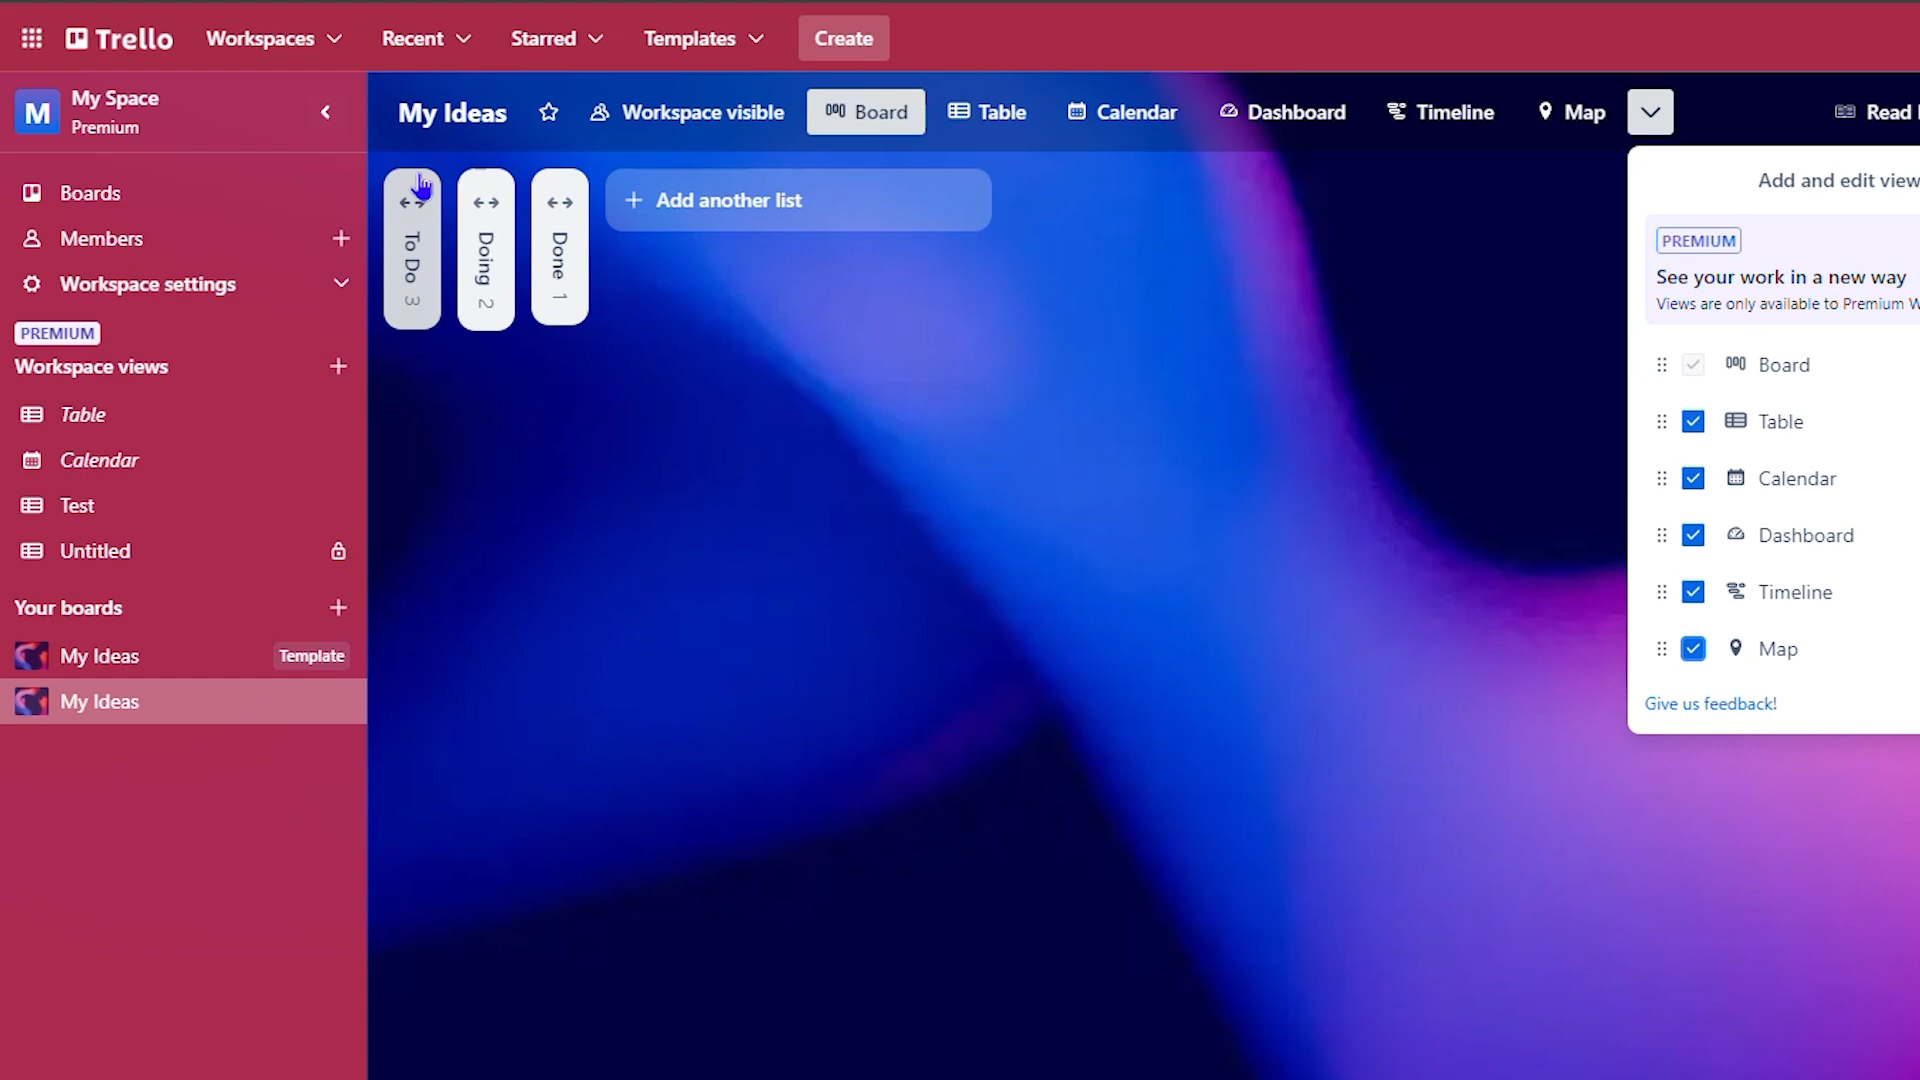 Trello
Workspaces
Recent
Starred
Templates
Create
My Space
Premium
Boards
Members
Workspace settings
PREMIUM
Workspace views
Table
Calendar
Test
Untitled
Your boards
My Ideas
Template
My Ideas
My Ideas
Workspace visible
Board
Table
Calendar
Dashboard
Timeline
Map
Read
To Do 3
Doing 2
Done 1
Add another list
Add and edit view
PREMIUM
See your work in a new way
Views are only available to Premium W
Board
Table
Calendar
Dashboard
Timeline
Map
Give us feedback!
M